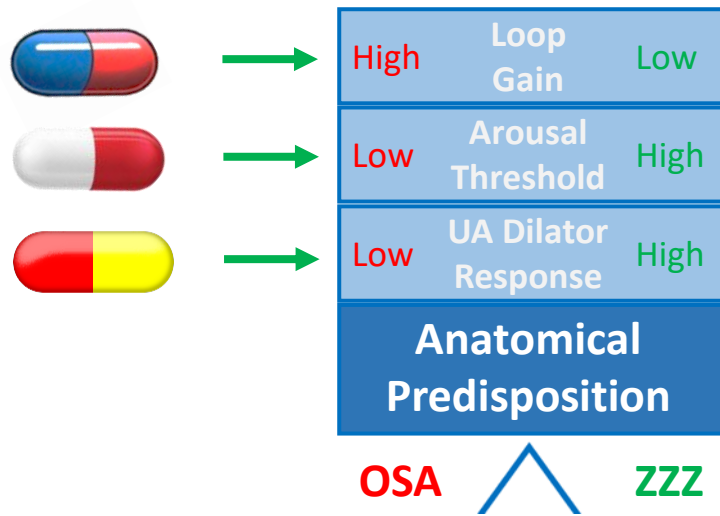 High Loop Gain Low
Low Arousal Threshold High
Low UA Dilator Response High
Anatomical
Predisposition
OSA ZZZ